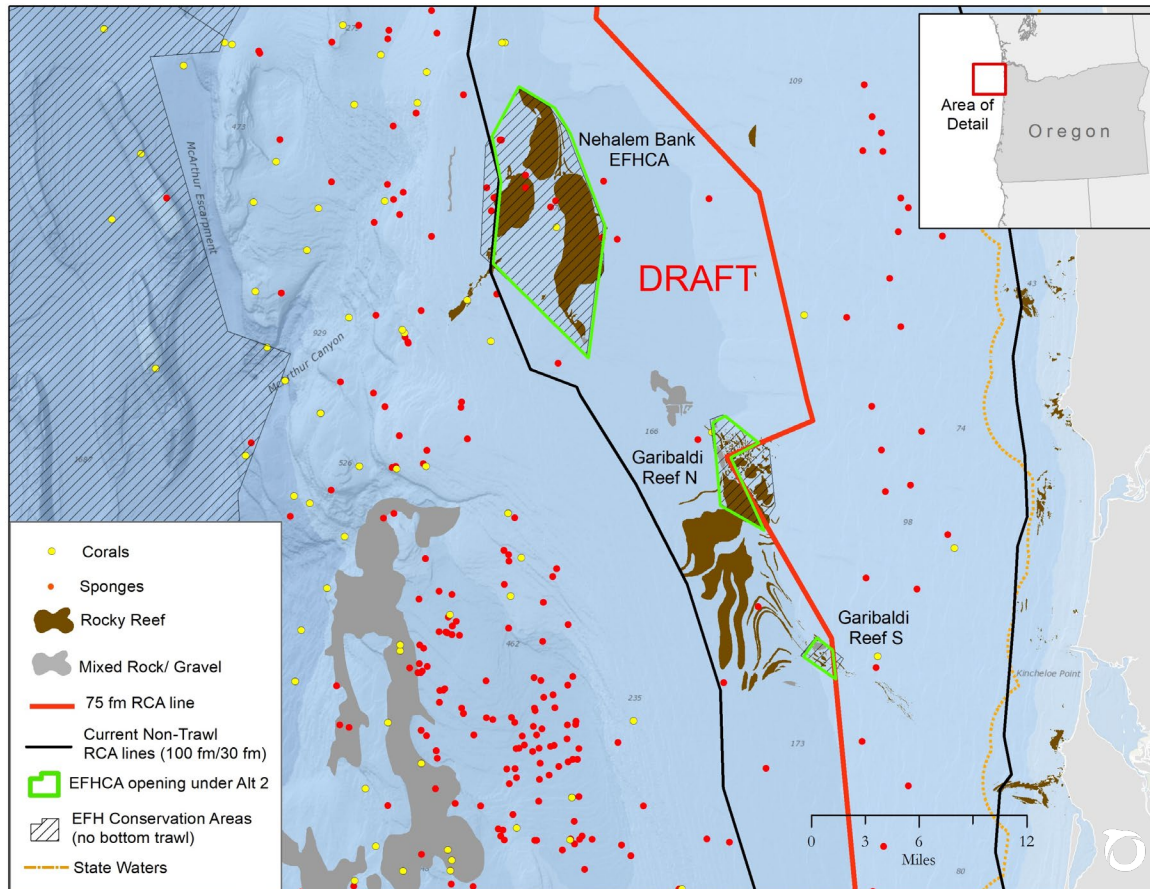 275
109
473
McArthur Escarpment
Nehalem Bank
EFHCA
Area of
Detail
Oregon
DRAFT
43
929
McArthur Canyon
166
74
1687
526
Garibaldi
Reef N
98
462
Garibaldi
Reef S
Kincheloe Point
235
173
80
Corals
Sponges
Rocky Reef
Mixed Rock/ Gravel
75 fm RCA line
Current Non-Trawl
RCA lines (100 fm/30 fm)
EFHCA opening under Alt 2
EFH Conservation Areas
(no bottom trawl)
State Waters
0 3 6 12
Miles